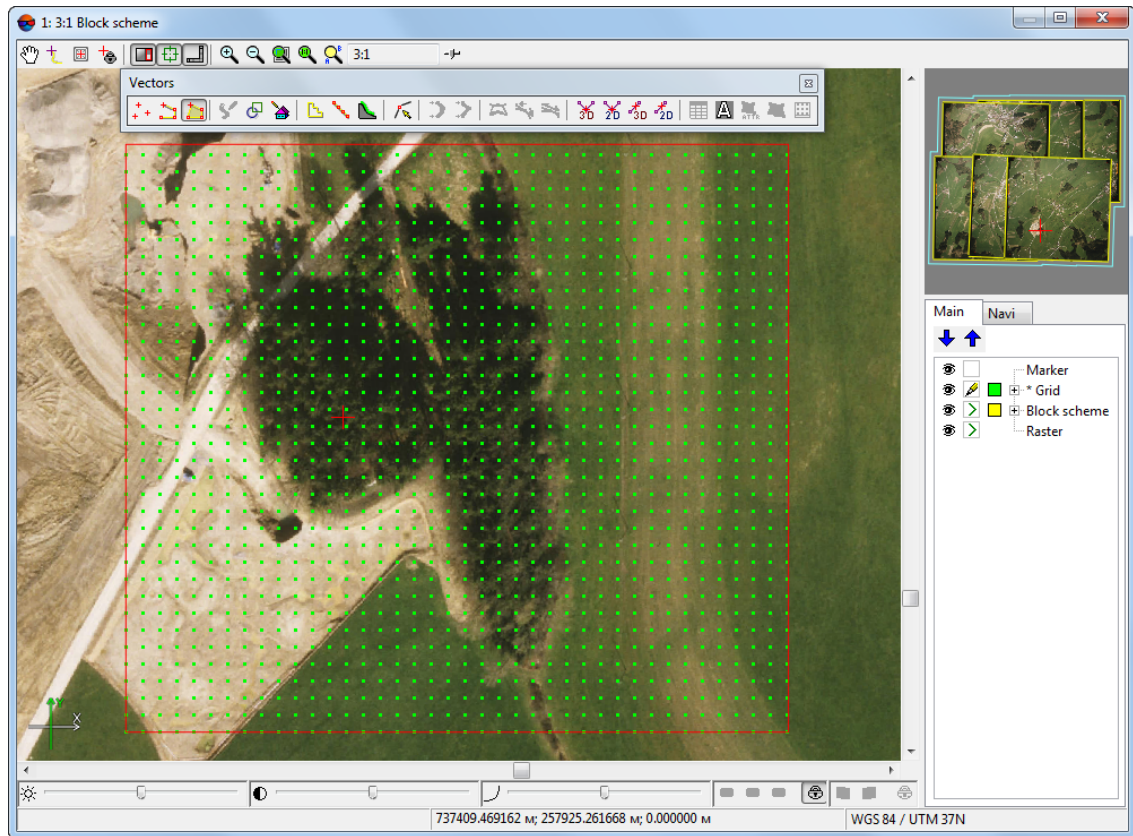 1: 3:1 Block scheme
3:1
Vectors
3D 2D 3D 2D A ATTR
Main Navi
Marker
* Grid
Block scheme
Raster
Y
X
737409.469162 м; 257925.261668 м; 0.000000 м
WGS 84 / UTM 37N